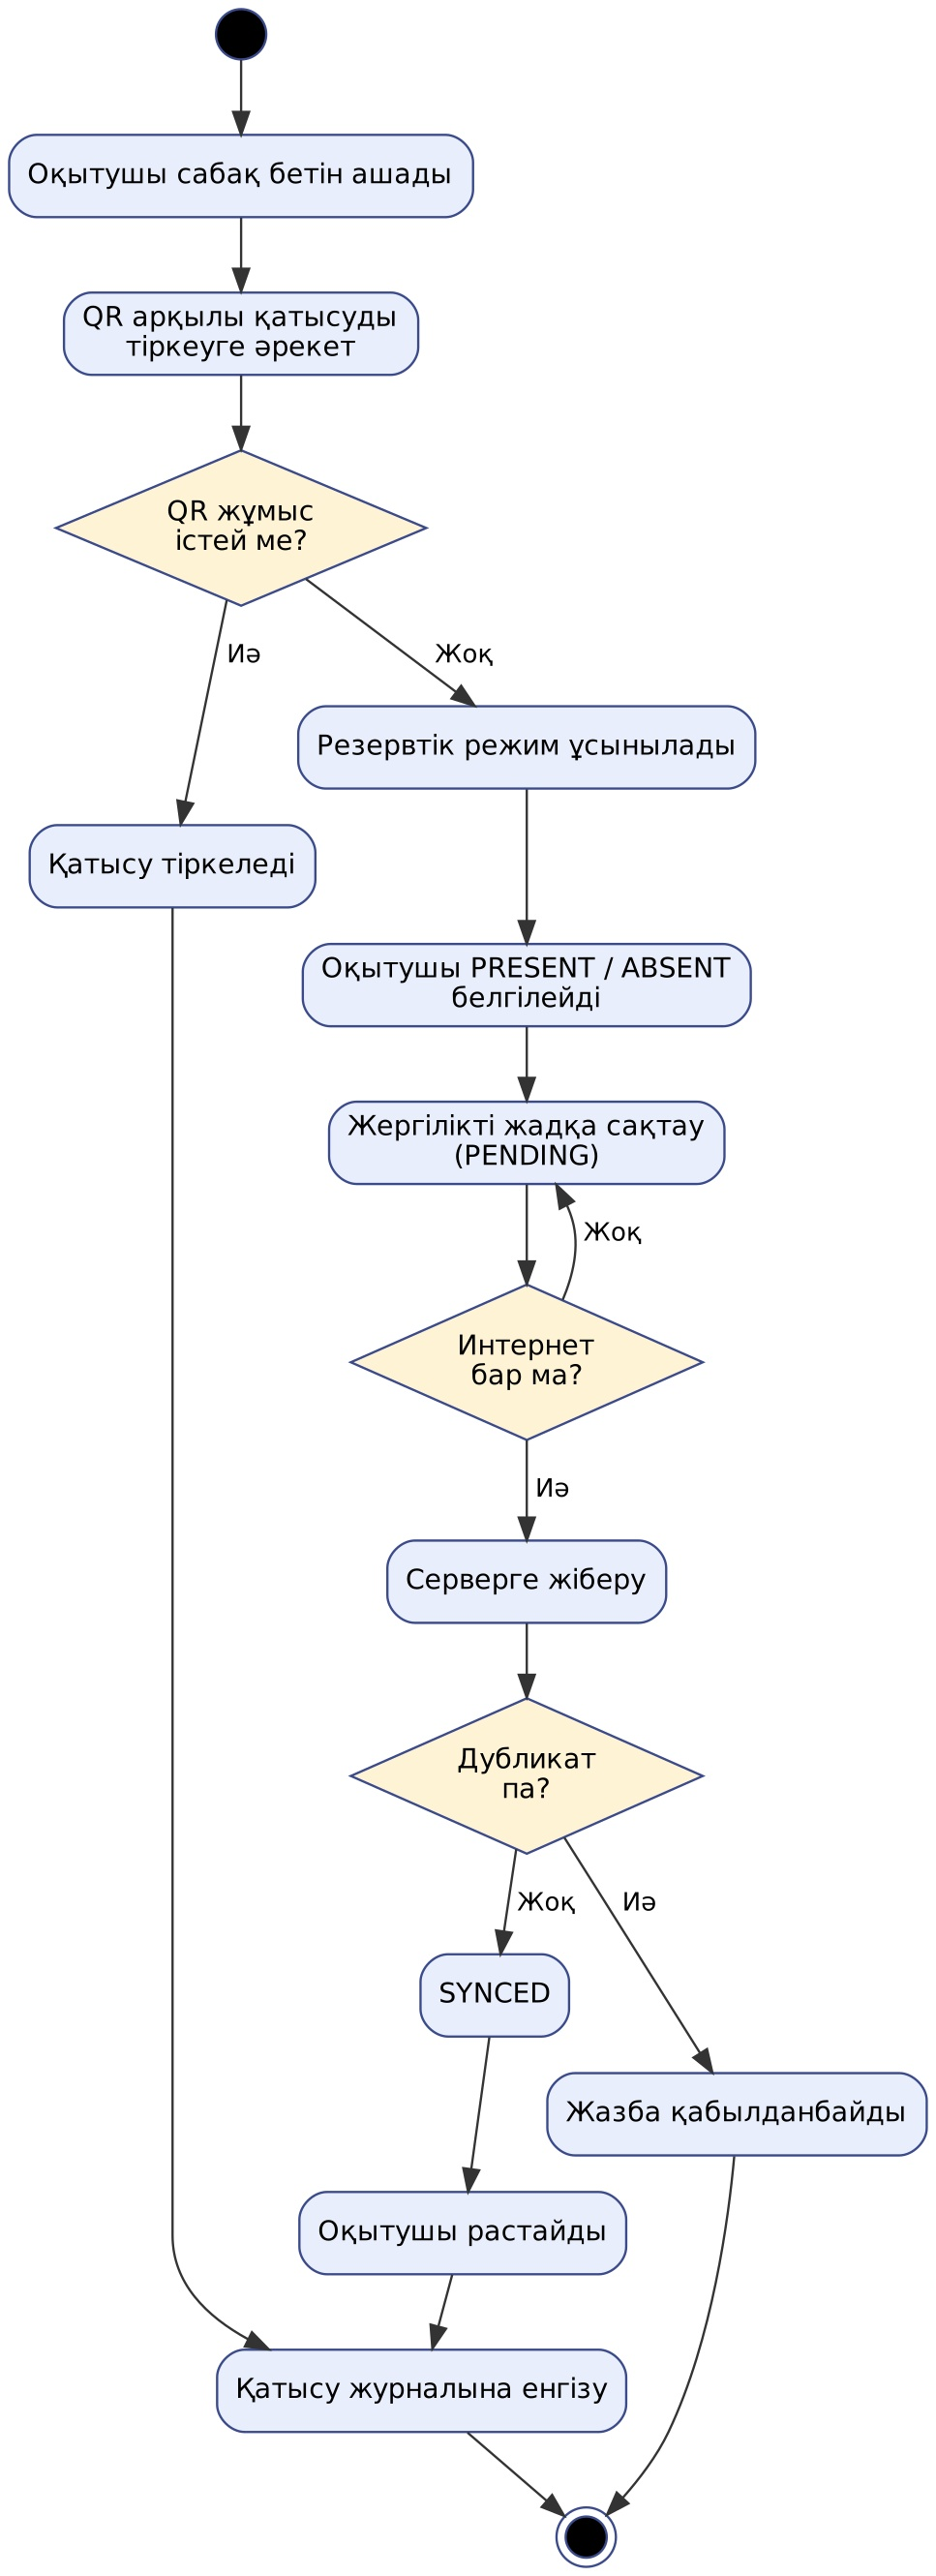 Оқытушы сабақ бетін ашады
QR арқылы қатысуды
тіркеуге әрекет
QR жұмыс
істей ме?
Иә
Жоқ
Резервтік режим ұсынылады
Қатысу тіркеледі
Оқытушы PRESENT / ABSENT
белгілейді
Жергілікті жадқа сақтау
(PENDING)
Жоқ
Интернет
бар ма?
Иә
Серверге жіберу
Дубликат
па?
Жоқ
Иә
SYNCED
Жазба қабылданбайды
Оқытушы растайды
Қатысу журналына енгізу